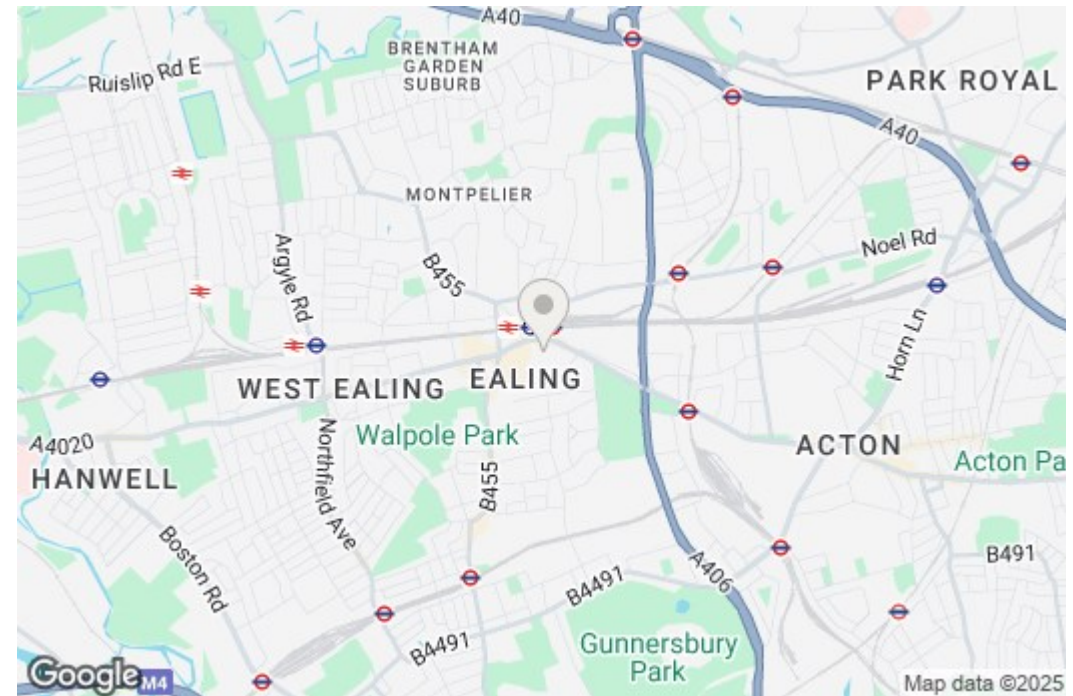 A40
BRENTHAM
GARDEN
SUBURB
Ruislip Rd E
PARK ROYAL
A40
MONTPELIER
Argyle Rd
B455
Noel Rd
Horn Ln
WEST EALING
EALING
A4020
Walpole Park
ACTON
Acton Pa
HANWELL
Northfield Ave
B455
Boston Rd
B491
A406
B4491
B4491
Gunnersbury
Park
Google
M4
Map data ©2025